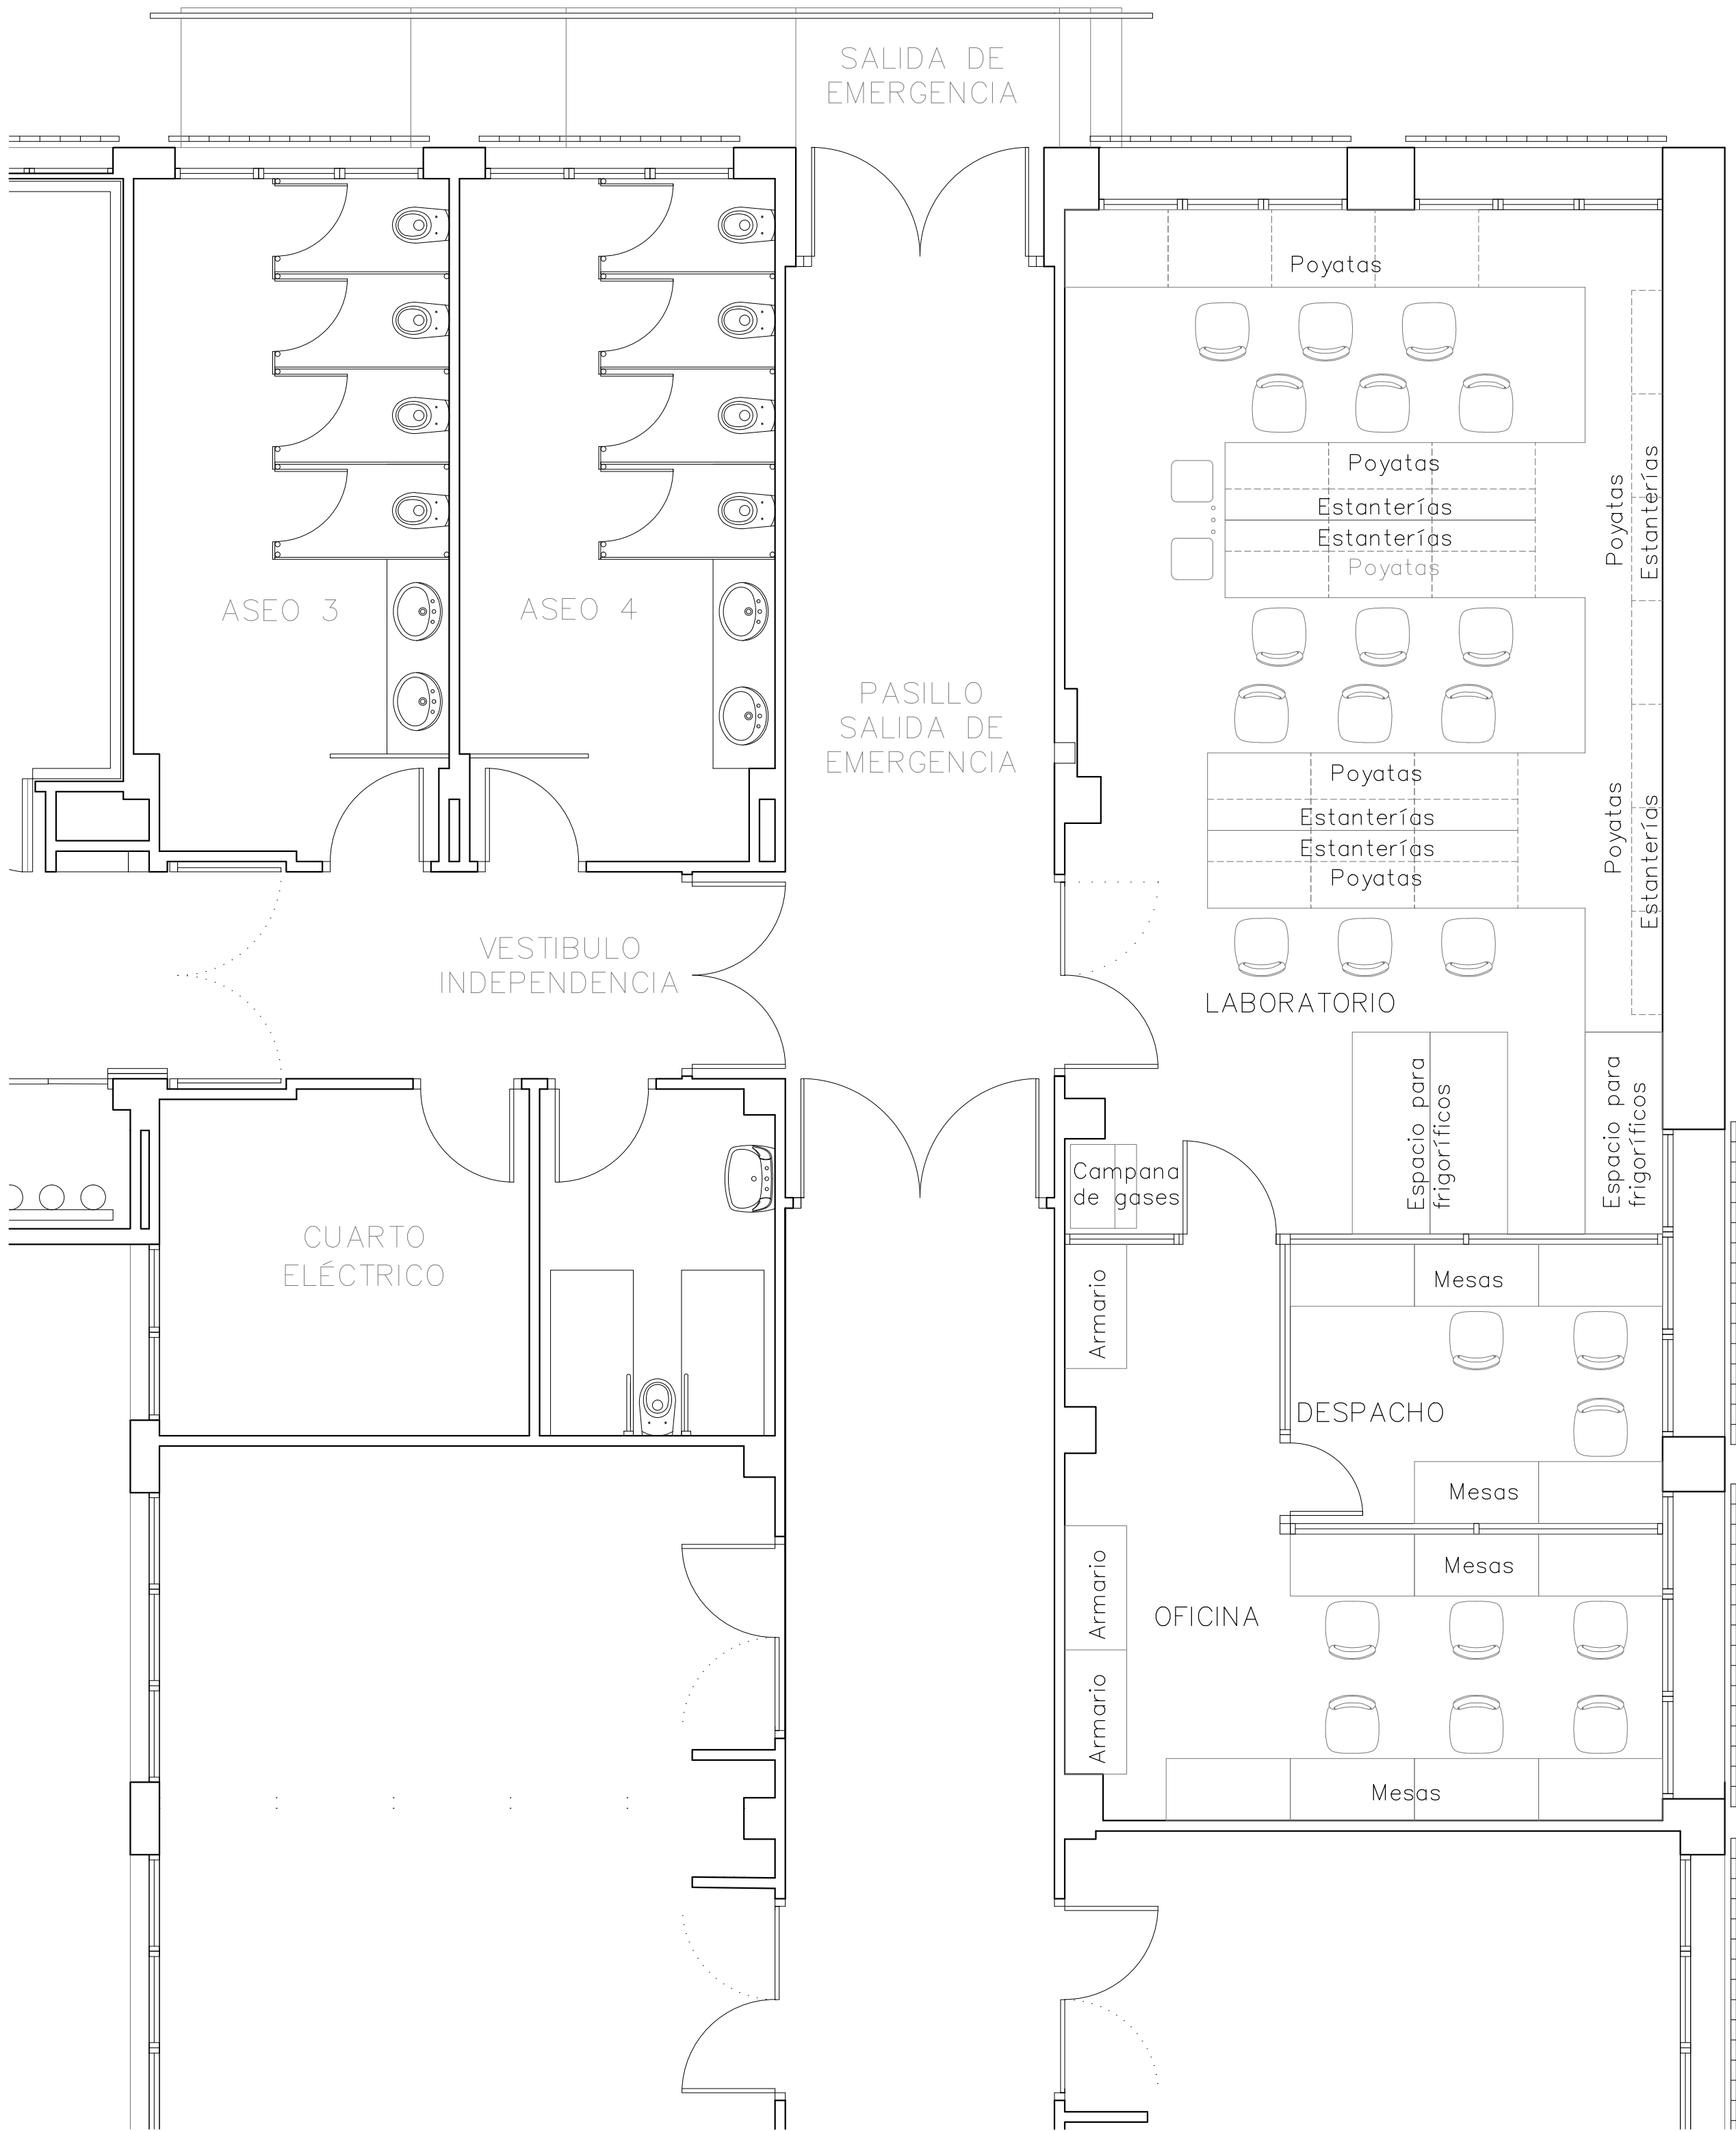 SALIDA DE
EMERGENCIA
Poyatas
Poyatas
Estanterías
Estanterías
Poyatas
Poyatas
Estanterías
ASEO 3
ASEO 4
PASILLO
SALIDA DE
EMERGENCIA
Poyatas
Estanterías
Estanterías
Poyatas
Poyatas
Estanterías
VESTIBULO
INDEPENDENCIA
LABORATORIO
Espacio para
frigoríficos
Espacio para
frigoríficos
Campana
de gases
CUARTO
ELÉCTRICO
Armario
Mesas
DESPACHO
Mesas
Mesas
Armario
OFICINA
Armario
Mesas